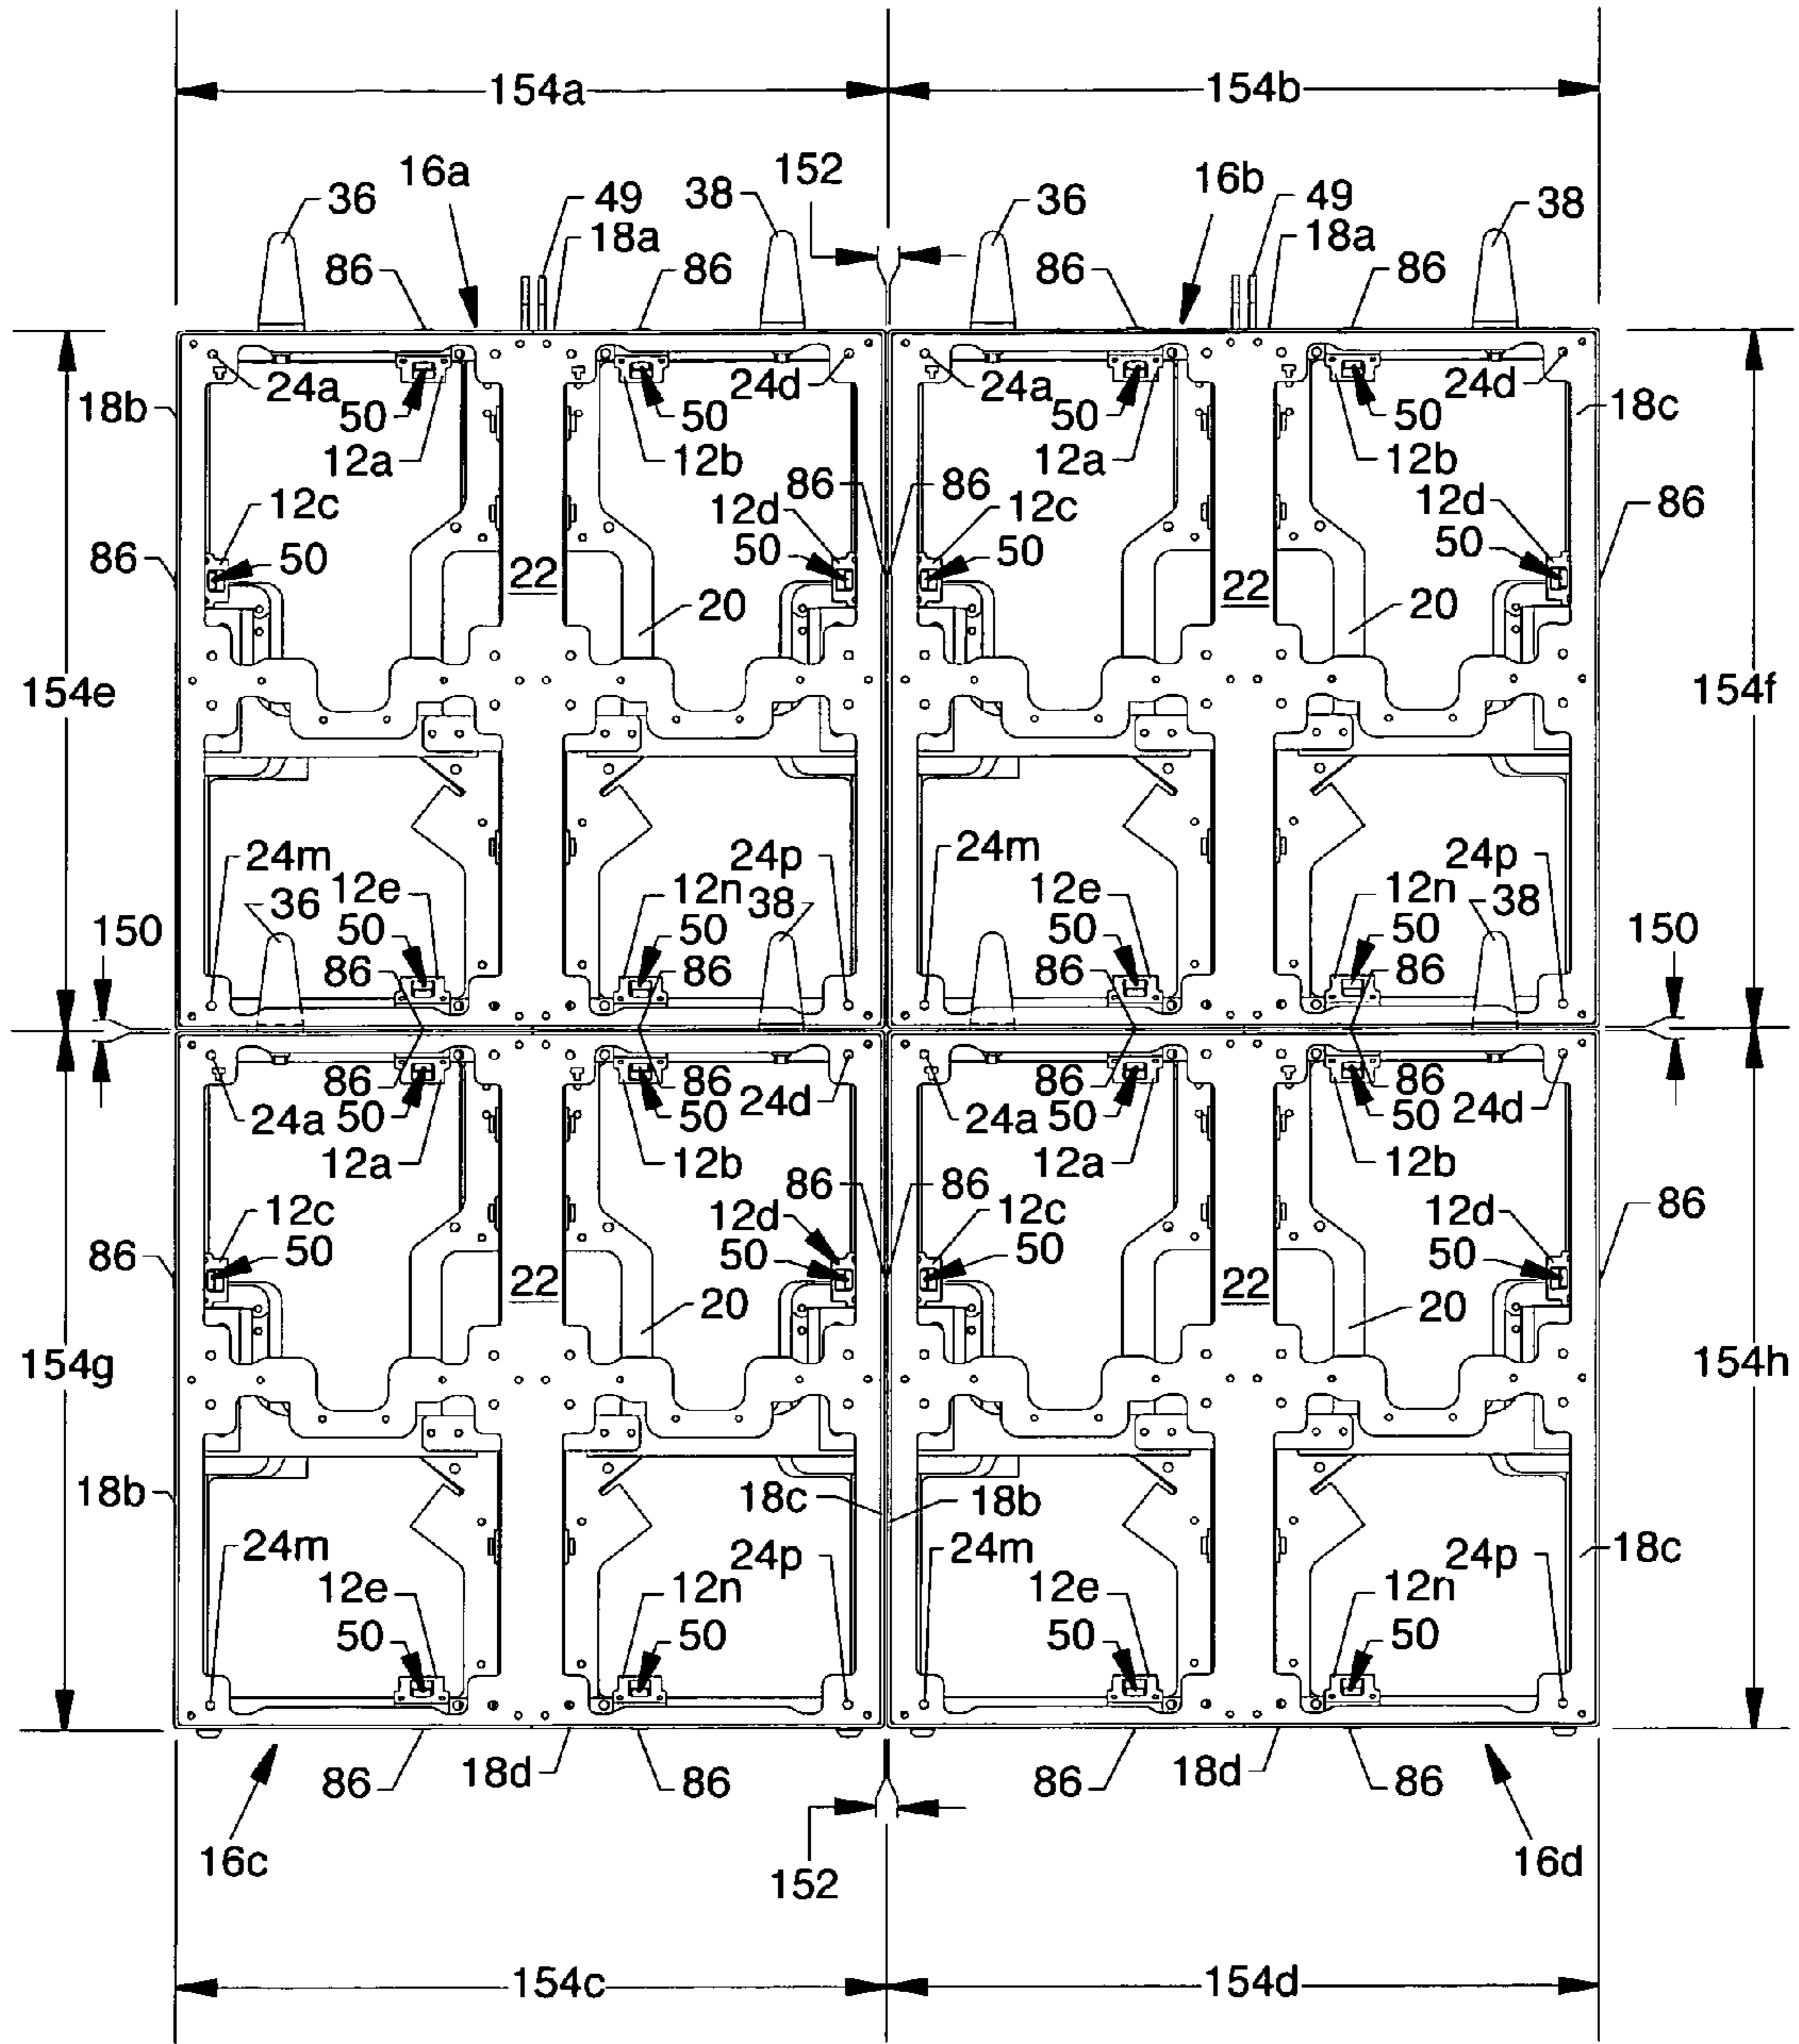 154a 154b
16a 152 16b
36 49 38 36 49 38
18a 18a
86 86 86 86
24a 24d 24a 24d
18b 50 50 50 50 18c
12a 12b 12a 12b
86 86
12c 12d 12c 12d 86
86 50 50 50 50
22 22
20 20
154e 154f
24m 24p 24m 24p
12e 12n 12e 12n
36 38 38
150 50 50 50 50 150
86 86 86 86
86 86 86 86
24a 50 50 24d 24a 50 50 24d
12a 12b 12a 12b
86 86 86
12c 12d 12c 12d
86 50 50 50 50
22 22
20 20
154g 154h
18b 18c 18b
24m 24p 24m 24p 18c
12e 12n 12e 12n
50 50 50 50
86 18d 86 86 18d 86
16c 152 16d
154c 154d